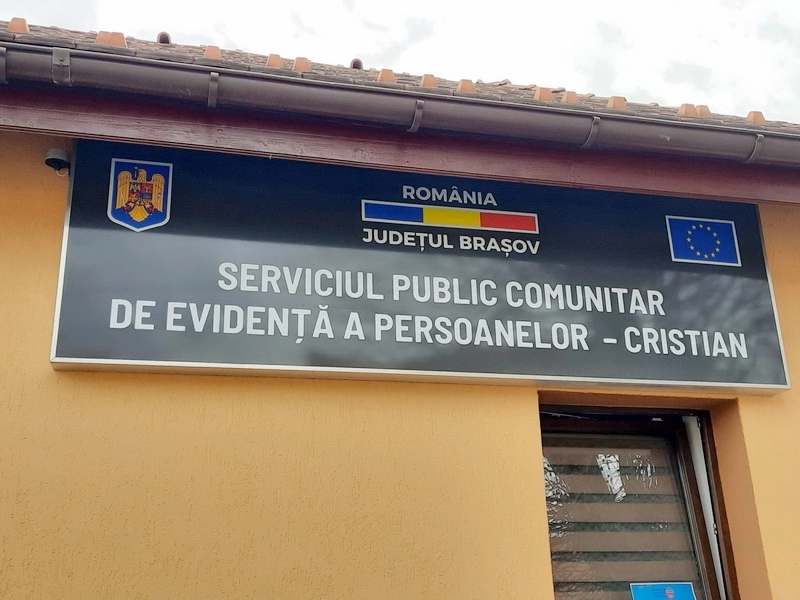 ROMÂNIA
JUDEȚUL BRAȘOV
SERVICIUL PUBLIC COMUNITAR
DE EVIDENȚĂ A PERSOANELOR – CRISTIAN